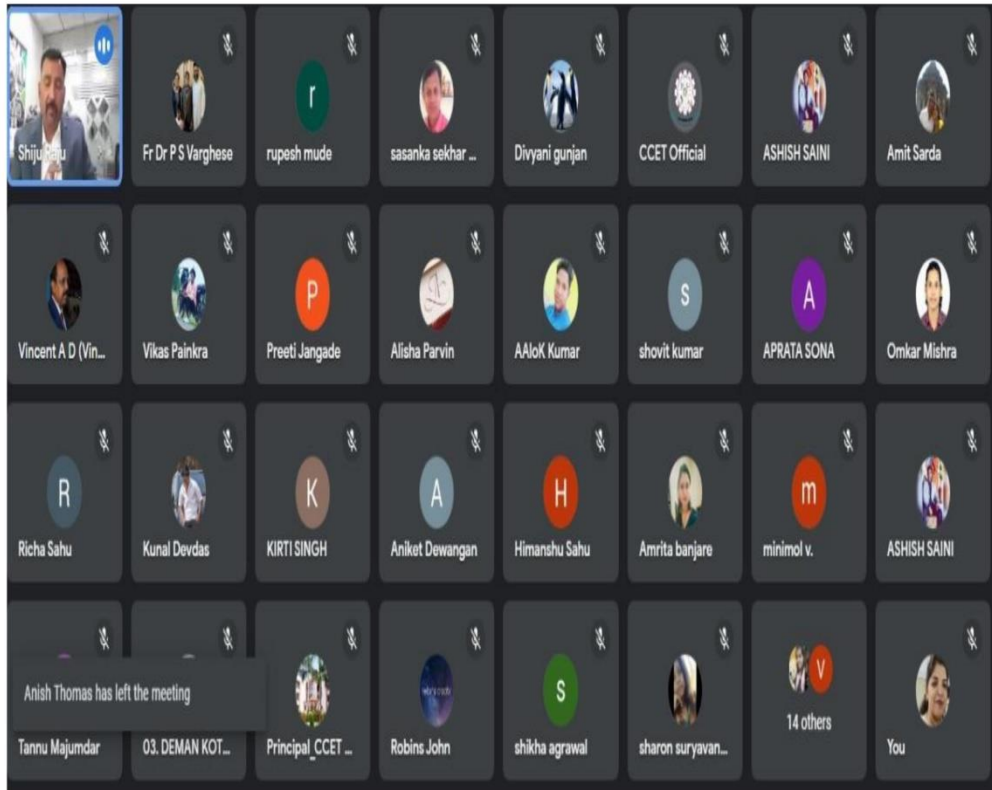 Shiju Raju
Fr Dr P S Varghese
rupesh mude
sasanka sekhar ...
Divyani gunjan
CCET Official
ASHISH SAINI
Amit Sarda
Vincent A D (Vin...
Vikas Painkra
P
Preeti Jangade
Alisha Parvin
AAloK Kumar
s
shovit kumar
A
APRATA SONA
Omkar Mishra
R
Richa Sahu
Kunal Devdas
K
KIRTI SINGH
A
Aniket Dewangan
H
Himanshu Sahu
Amrita banjare
m
minimol v.
ASHISH SAINI
Anish Thomas has left the meeting
Tannu Majumdar
03. DEMAN KOT...
Principal_CCET ...
Robins John
s
shikha agrawal
sharon suryavan...
V
14 others
You
r